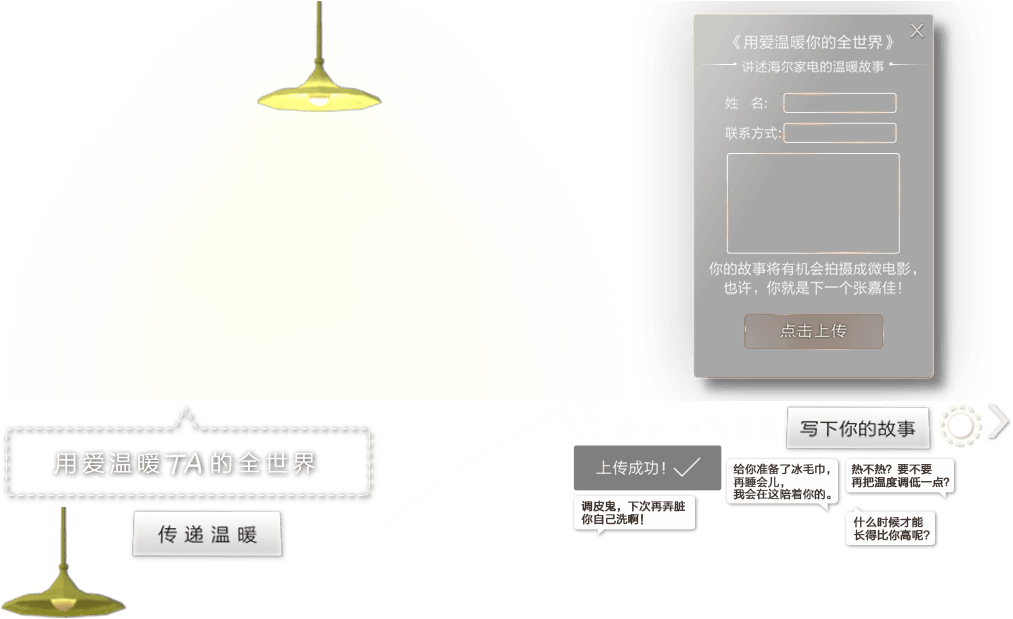 《用爱温暖你的全世界》
讲述海尔家电的温暖故事
姓 名:
联系方式:
你的故事将有机会拍摄成微电影，
也许，你就是下一个张嘉佳！
点击上传
用爱温暖TA的全世界
传递温暖
写下你的故事
上传成功！
给你准备了冰毛巾，
再睡会儿，
我会在这陪着你的。
热不热？要不要
再把温度调低一点？
调皮鬼，下次再弄脏
你自己洗啊！
什么时候才能
长得比你高呢？